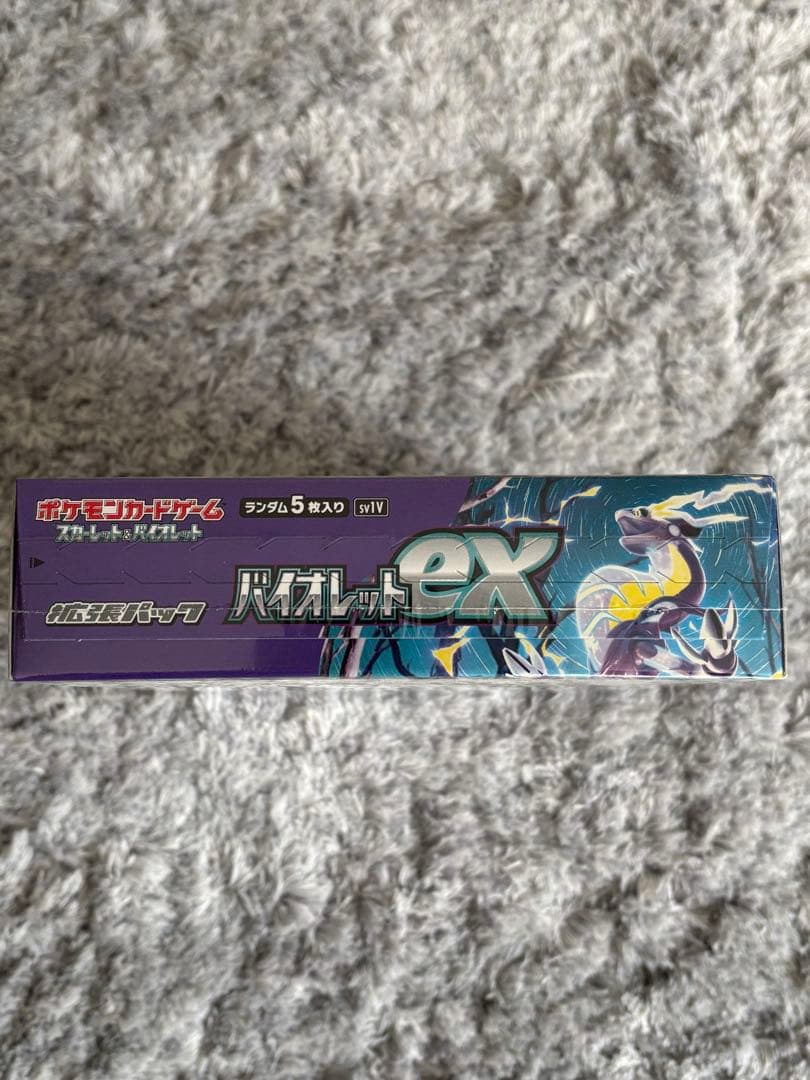 ポケモンカードゲーム
スカーレット&バイオレット
ランダム5枚入り SV1V
バイオレットex
拡張パック